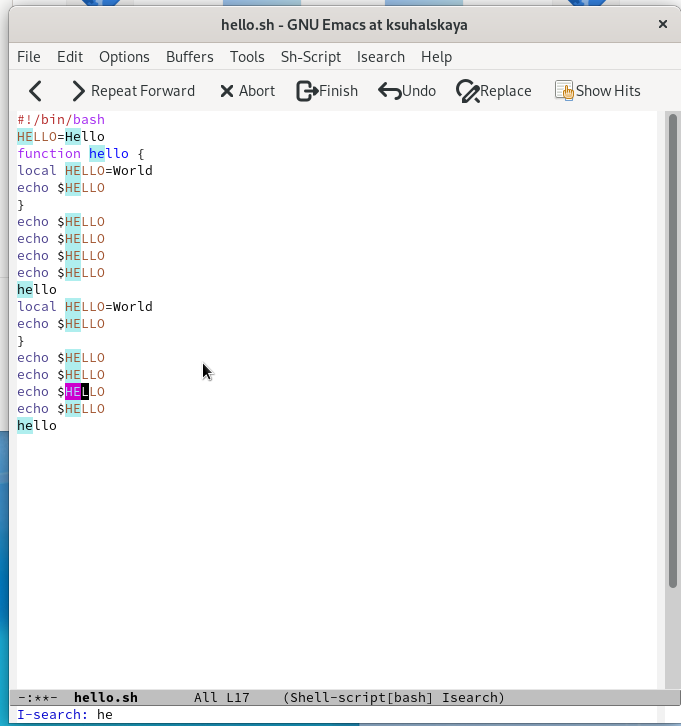 hello.sh - GNU Emacs at ksuhalskaya ×
File Edit Options Buffers Tools Sh-Script Isearch Help
Repeat Forward Abort Finish Undo Replace Show Hits
#!/bin/bash
HELLO=Hello
function hello {
local HELLO=World
echo $HELLO
}
echo $HELLO
echo $HELLO
echo $HELLO
echo $HELLO
hello
local HELLO=World
echo $HELLO
}
echo $HELLO
echo $HELLO
echo $HELLO
echo $HELLO
hello
-:**- hello.sh All L17 (Shell-script[bash] Isearch)
I-search: he